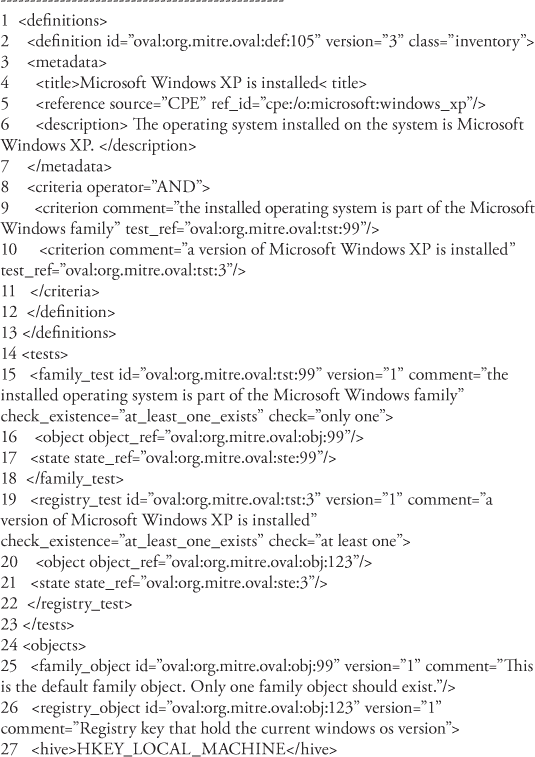 ------------------------------------------------
1 <definitions>
2 <definition id=”oval:org.mitre.oval:def:105” version=”3” class=”inventory”>
3 <metadata>
4 <title>Microsoft Windows XP is installed< title>
5 <reference source=”CPE” ref_id=”cpe:/o:microsoft:windows_xp”/>
6 <description> The operating system installed on the system is Microsoft
Windows XP. </description>
7 </metadata>
8 <criteria operator=”AND”>
9 <criterion comment=”the installed operating system is part of the Microsoft
Windows family” test_ref=”oval:org.mitre.oval:tst:99”/>
10 <criterion comment=”a version of Microsoft Windows XP is installed”
test_ref=”oval:org.mitre.oval:tst:3”/>
11 </criteria>
12 </definition>
13 </definitions>
14 <tests>
15 <family_test id=”oval:org.mitre.oval:tst:99” version=”1” comment=”the
installed operating system is part of the Microsoft Windows family”
check_existence=”at_least_one_exists” check=”only one”>
16 <object object_ref=”oval:org.mitre.oval:obj:99”/>
17 <state state_ref=”oval:org.mitre.oval:ste:99”/>
18 </family_test>
19 <registry_test id=”oval:org.mitre.oval:tst:3” version=”1” comment=”a
version of Microsoft Windows XP is installed”
check_existence=”at_least_one_exists” check=”at least one”>
20 <object object_ref=”oval:org.mitre.oval:obj:123”/>
21 <state state_ref=”oval:org.mitre.oval:ste:3”/>
22 </registry_test>
23 </tests>
24 <objects>
25 <family_object id=”oval:org.mitre.oval:obj:99” version=”1” comment=”This
is the default family object. Only one family object should exist.”/>
26 <registry_object id=”oval:org.mitre.oval:obj:123” version=”1”
comment=”Registry key that hold the current windows os version”>
27 <hive>HKEY_LOCAL_MACHINE</hive>